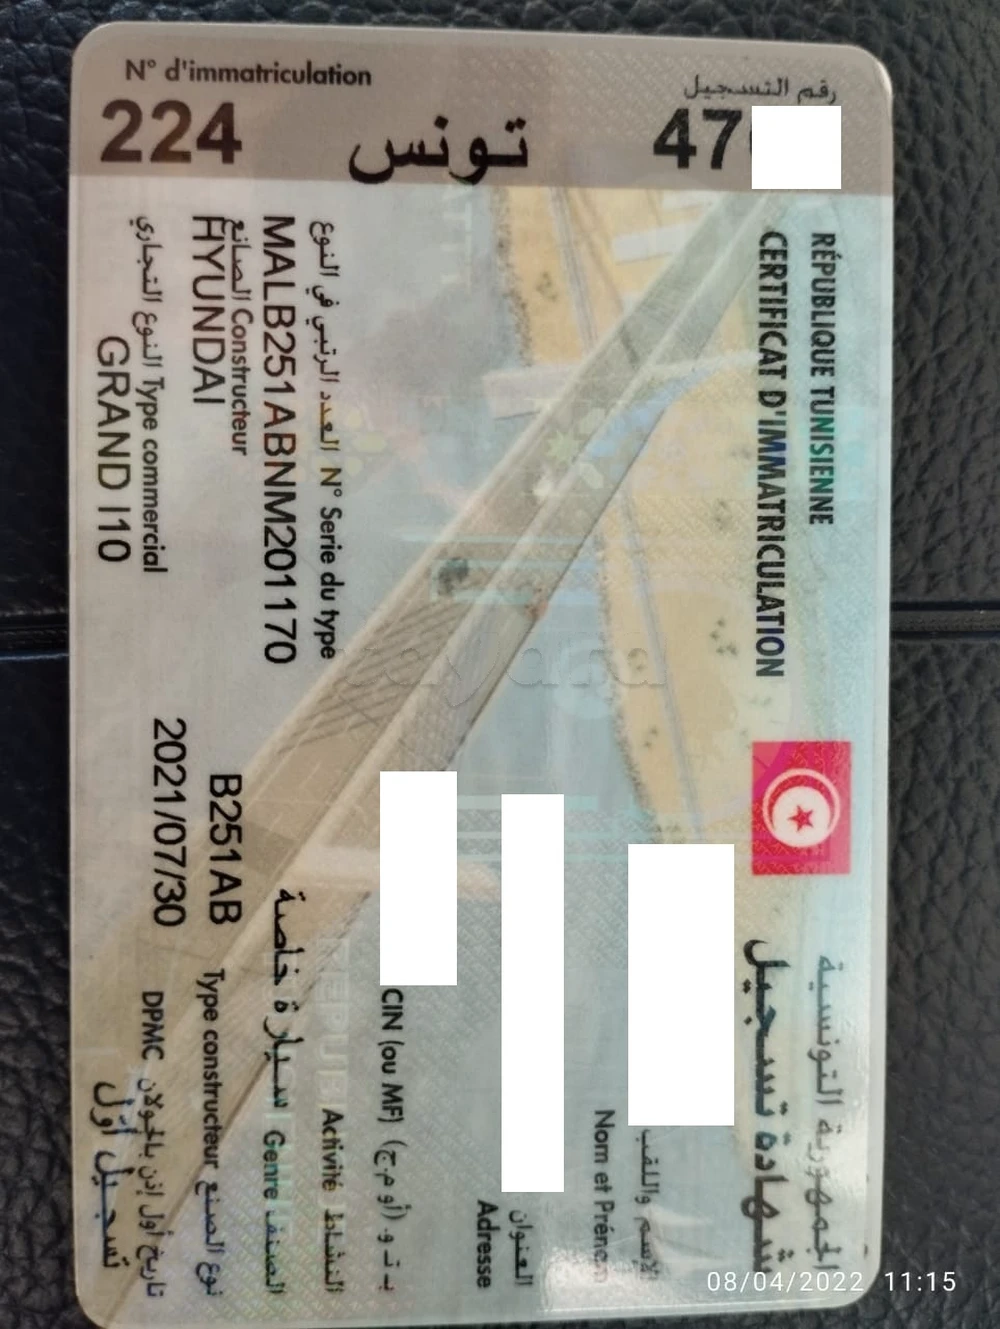 N° d'immatriculation رقم التسجيل
224 تونس 47
RÉPUBLIQUE TUNISIENNE الجمهورية التونسية
CERTIFICAT D'IMMATRICULATION شهادة تسجيل
الاسم واللقب
Nom et Prénom
العنوان
Adresse
CIN (ou MF) (أو م.ج) ب.ت.و
العدد الرتبي في النوع N° Serie du type
Activité النشاط
MALB251ABNM201170
سيارة خاصة Genre الصنف
الصانع Constructeur
HYUNDAI
B251AB Type constructeur نوع الصنع
النوع التجاري Type commercial
GRAND I10
2021/07/30 DPMC تاريخ أول إذن بالجولان
تسجيل أول
08/04/2022 11:15